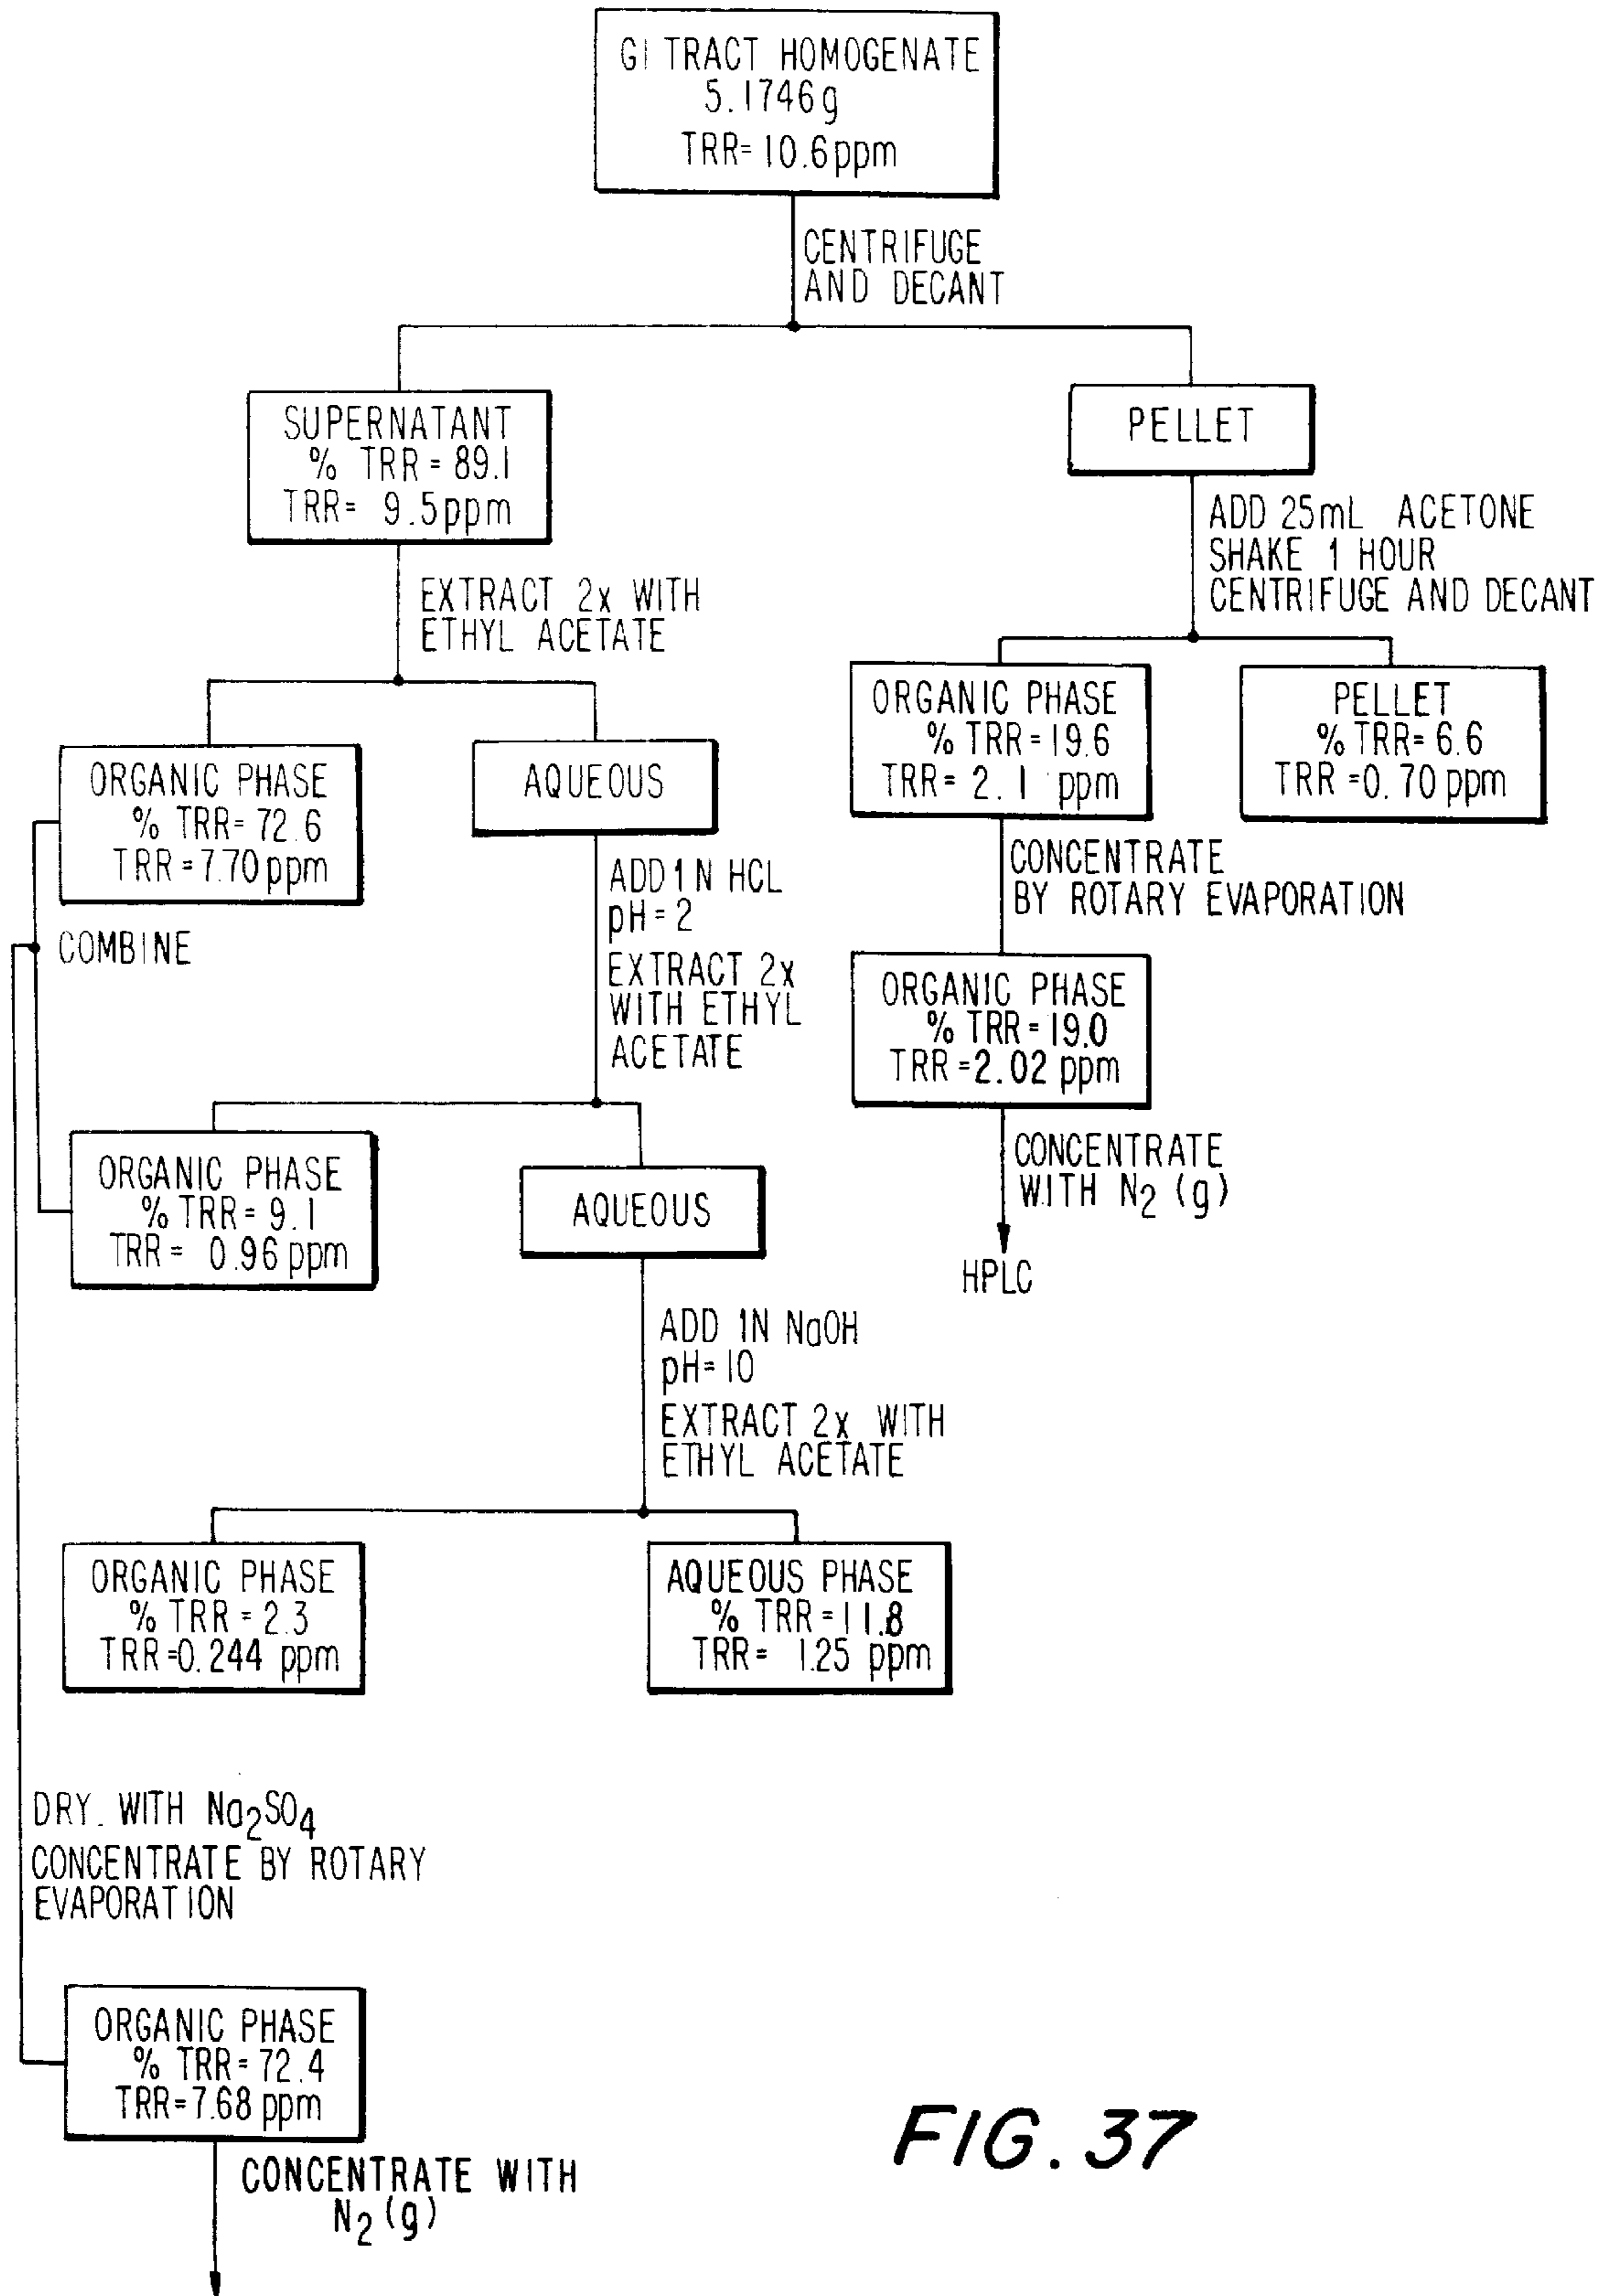 GI TRACT HOMOGENATE
5.1746g
TRR=10.6ppm
CENTRIFUGE
AND DECANT
SUPERNATANT
% TRR = 89.1
TRR= 9.5ppm
PELLET
ADD 25mL ACETONE
SHAKE 1 HOUR
CENTRIFUGE AND DECANT
EXTRACT 2x WITH
ETHYL ACETATE
ORGANIC PHASE
% TRR=19.6
TRR= 2.1 ppm
PELLET
% TRR= 6.6
TRR =0.70 ppm
ORGANIC PHASE
% TRR= 72.6
TRR =7.70 ppm
AQUEOUS
CONCENTRATE
BY ROTARY EVAPORATION
ADD 1 N HCL
pH= 2
EXTRACT 2x
WITH ETHYL
ACETATE
COMBINE
ORGANIC PHASE
% TRR = 19.0
TRR =2.02 ppm
CONCENTRATE
WITH N2 (g)
HPLC
ORGANIC PHASE
% TRR= 9.1
TRR= 0.96 ppm
AQUEOUS
ADD 1N NaOH
pH= 10
EXTRACT 2x WITH
ETHYL ACETATE
ORGANIC PHASE
% TRR = 2.3
TRR=0.244 ppm
AQUEOUS PHASE
% TRR =11.8
TRR= 1.25 ppm
DRY. WITH Na2SO4
CONCENTRATE BY ROTARY
EVAPORATION
ORGANIC PHASE
% TRR= 72.4
TRR=7.68 ppm
CONCENTRATE WITH
N2 (g)
FIG. 37